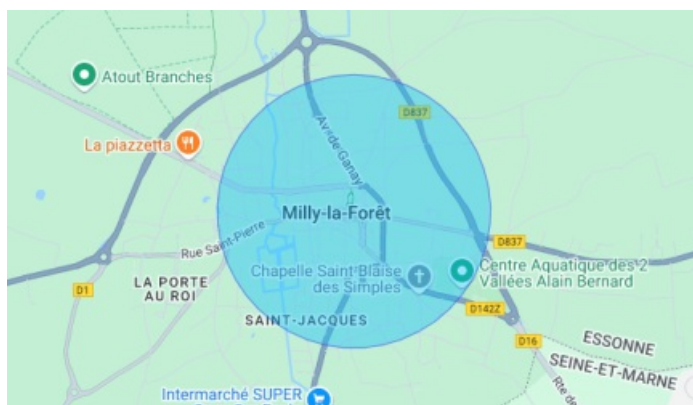 Atout Branches
Av. de Ganay
D837
La piazzetta
Milly-la-Forêt
Rue Saint-Pierre
D837
Chapelle Saint-Blaise
des Simples
Centre Aquatique des 2
Vallées Alain Bernard
LA PORTE
AU ROI
D1
SAINT-JACQUES
D142Z
D16
ESSONNE
SEINE-ET-MARNE
Rte de
Intermarché SUPER